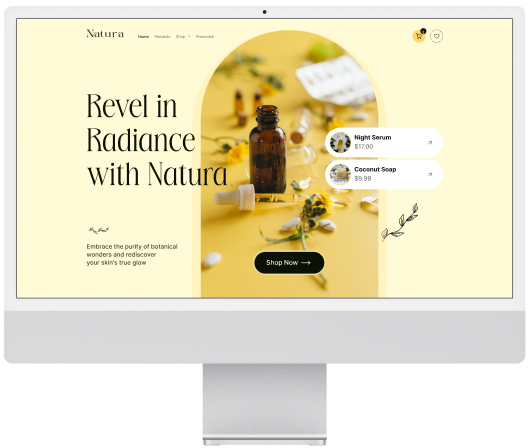 Natura
Home Products Shop Promotion
Revel in
Radiance
with Natura
Night Serum
$17.00
Coconut Soap
$9.99
Embrace the purity of botanical
wonders and rediscover
your skin's true glow
Shop Now